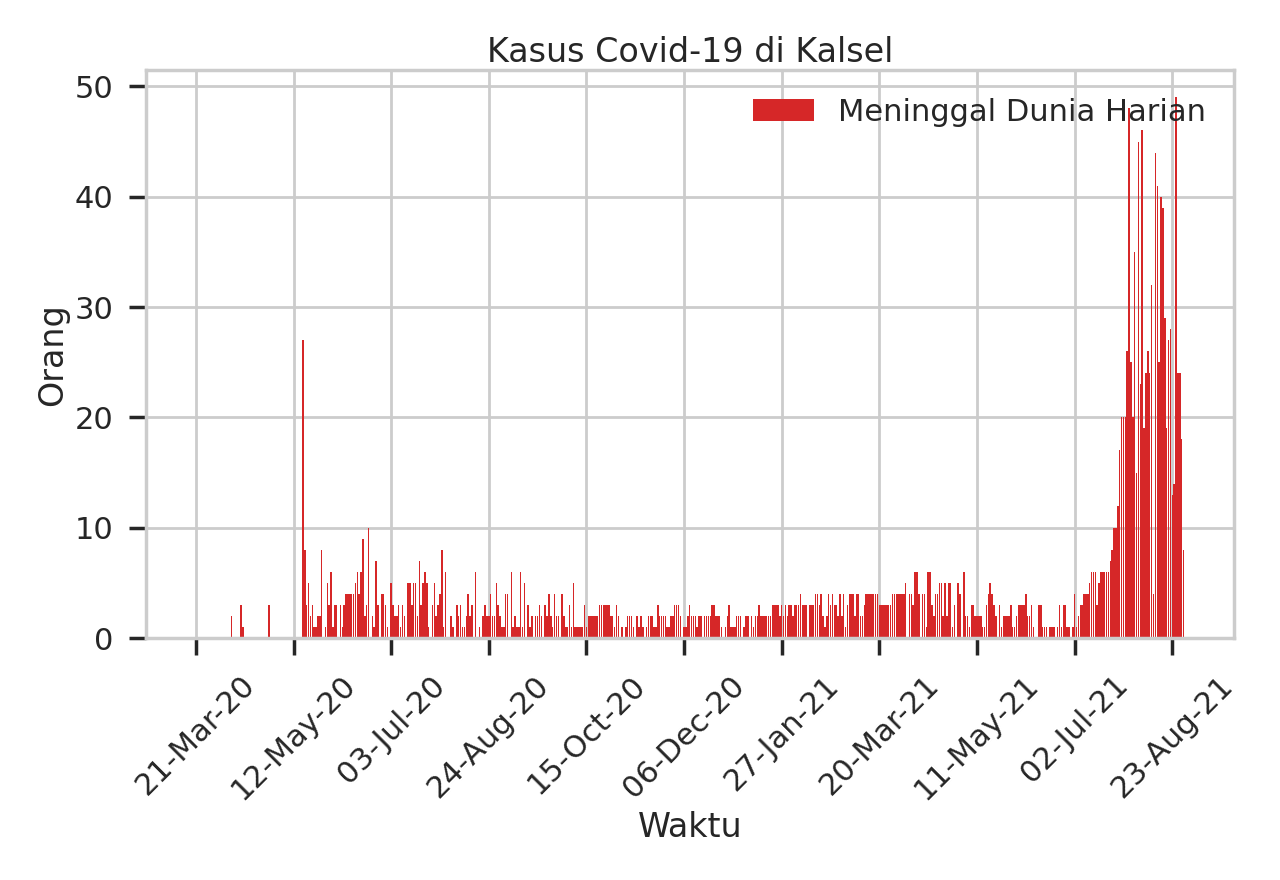 Kasus Covid-19 di Kalsel
Meninggal Dunia Harian
Orang
50
40
30
20
10
0
21-Mar-20
12-May-20
03-Jul-20
24-Aug-20
15-Oct-20
06-Dec-20
27-Jan-21
20-Mar-21
11-May-21
02-Jul-21
23-Aug-21
Waktu